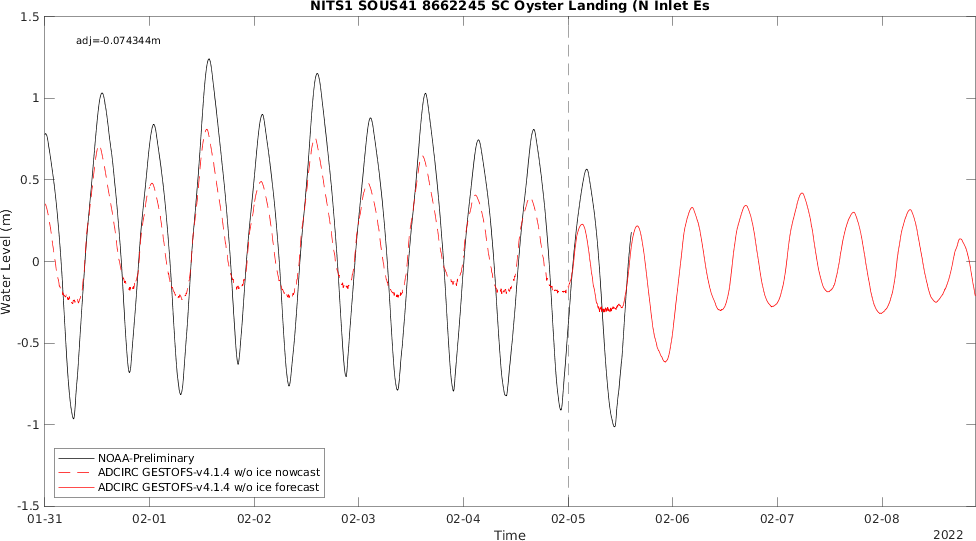 NITS1 SOUS41 8662245 SC Oyster Landing (N Inlet Es
adj=-0.074344m
1.5
1
0.5
0
-0.5
-1
-1.5
Water Level (m)
NOAA-Preliminary
ADCIRC GESTOFS-v4.1.4 w/o ice nowcast
ADCIRC GESTOFS-v4.1.4 w/o ice forecast
01-31 02-01 02-02 02-03 02-04 02-05 02-06 02-07 02-08
Time
2022